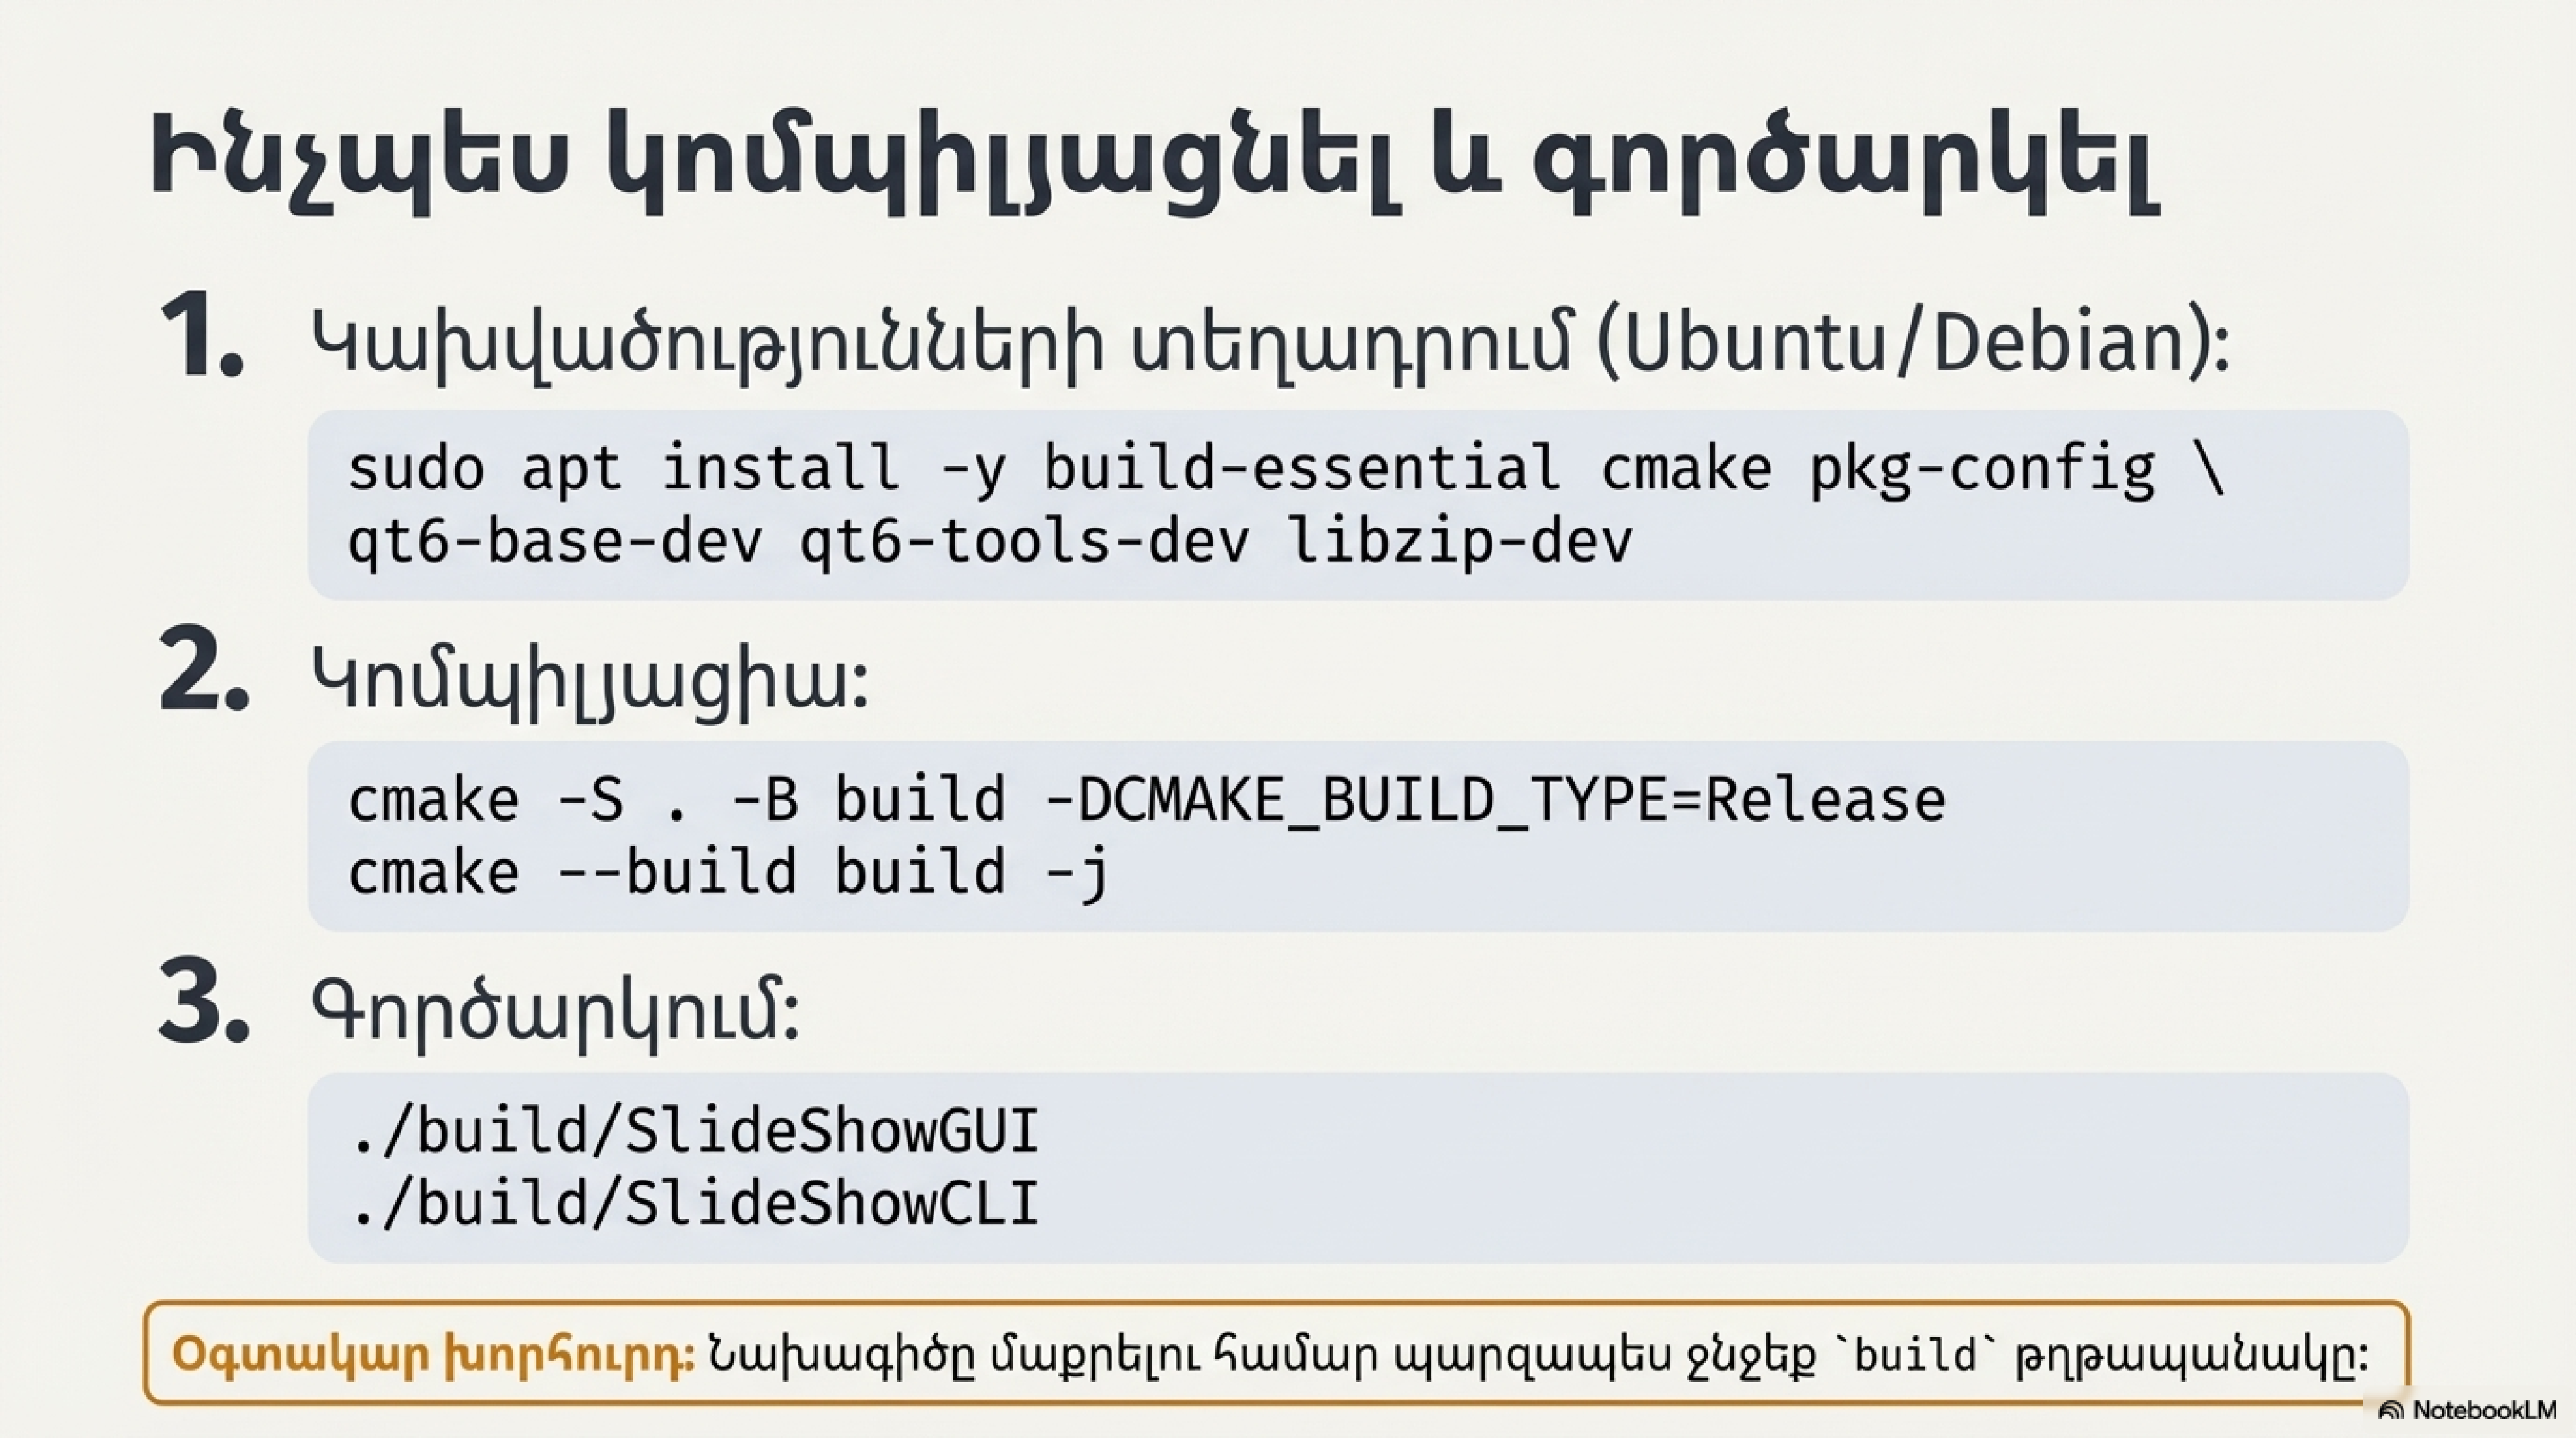 Ինչպես կոմպիլյացնել և գործարկել
1. Կախվածությունների տեղադրում (Ubuntu/Debian):
sudo apt install -y build-essential cmake pkg-config \
qt6-base-dev qt6-tools-dev libzip-dev
2. Կոմպիլյացիա:
cmake -S . -B build -DCMAKE_BUILD_TYPE=Release
cmake --build build -j
3. Գործարկում:
./build/SlideShowGUI
./build/SlideShowCLI
Օգտակար խորհուրդ: Նախագիծը մաքրելու համար պարզապես ջնջեք `build` թղթապանակը:
NotebookLM